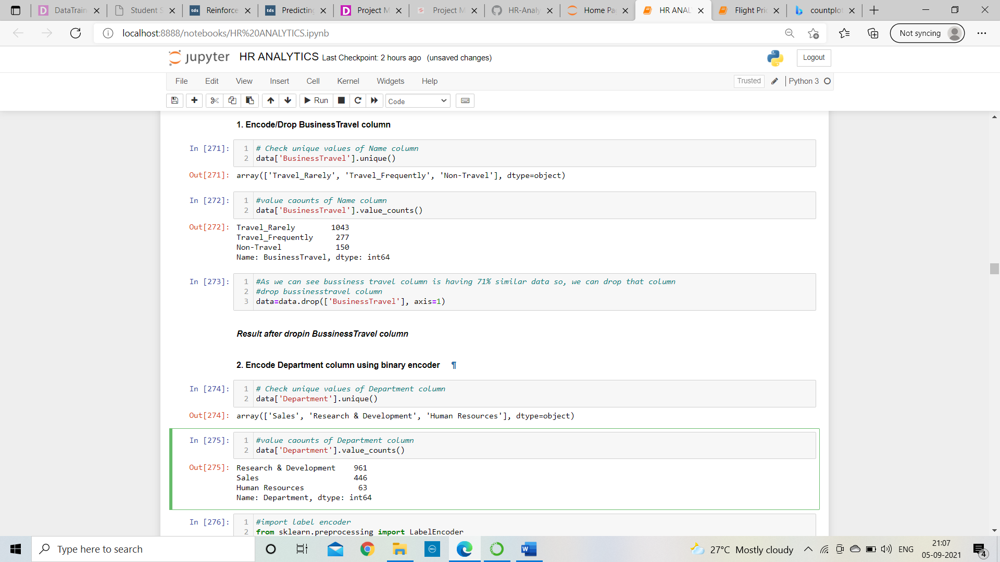 DataTrain
Student S
tds Reinforce
tds Predicting
Project M
Project M
HR-Analy
Home Pa
HR ANAL
Flight Pric
countplot
localhost:8888/notebooks/HR%20ANALYTICS.ipynb
Not syncing
jupyter HR ANALYTICS Last Checkpoint: 2 hours ago (unsaved changes)
Logout
File Edit View Insert Cell Kernel Widgets Help
Trusted Python 3
Run Code
1. Encode/Drop BusinessTravel column
In [271]: 1 # Check unique values of Name column
2 data['BusinessTravel'].unique()
Out[271]: array(['Travel_Rarely', 'Travel_Frequently', 'Non-Travel'], dtype=object)
In [272]: 1 #value caounts of Name column
2 data['BusinessTravel'].value_counts()
Out[272]: Travel_Rarely 1043
Travel_Frequently 277
Non-Travel 150
Name: BusinessTravel, dtype: int64
In [273]: 1 #As we can see bussiness travel column is having 71% similar data so, we can drop that column
2 #drop bussinesstravel column
3 data=data.drop(['BusinessTravel'], axis=1)
Result after dropin BussinessTravel column
2. Encode Department column using binary encoder ¶
In [274]: 1 # Check unique values of Department column
2 data['Department'].unique()
Out[274]: array(['Sales', 'Research & Development', 'Human Resources'], dtype=object)
In [275]: 1 #value caounts of Department column
2 data['Department'].value_counts()
Out[275]: Research & Development 961
Sales 446
Human Resources 63
Name: Department, dtype: int64
In [276]: 1 #import label encoder
2 from sklearn.preprocessing import LabelEncoder
Type here to search
27°C Mostly cloudy
ENG
21:07
05-09-2021
4